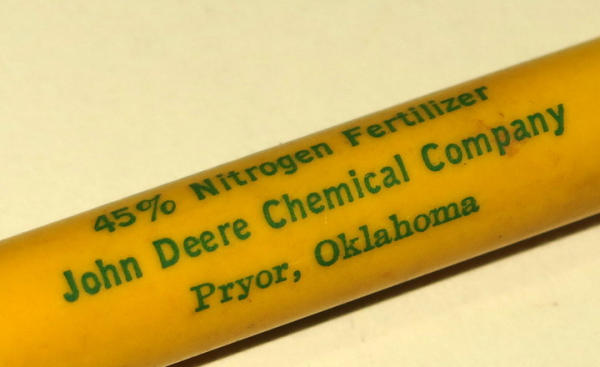 45% Nitrogen Fertilizer
John Deere Chemical Company
Pryor, Oklahoma